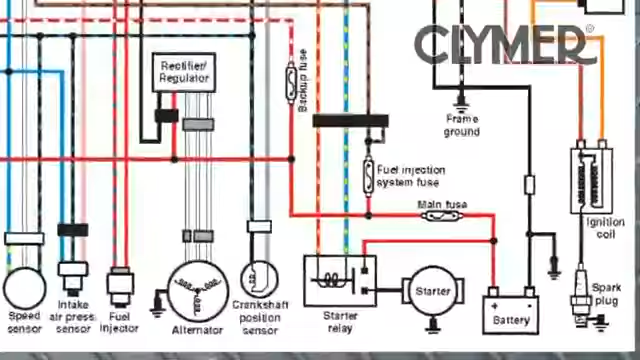 CLYMER®
Rectifier/
Regulator
Backup fuse
Frame
ground
Fuel injection
system fuse
Main fuse
Ignition
coil
Speed
sensor
Intake
air press.
sensor
Fuel
injector
Alternator
Crankshaft
position
sensor
Starter
relay
Starter
Battery
Spark
plug